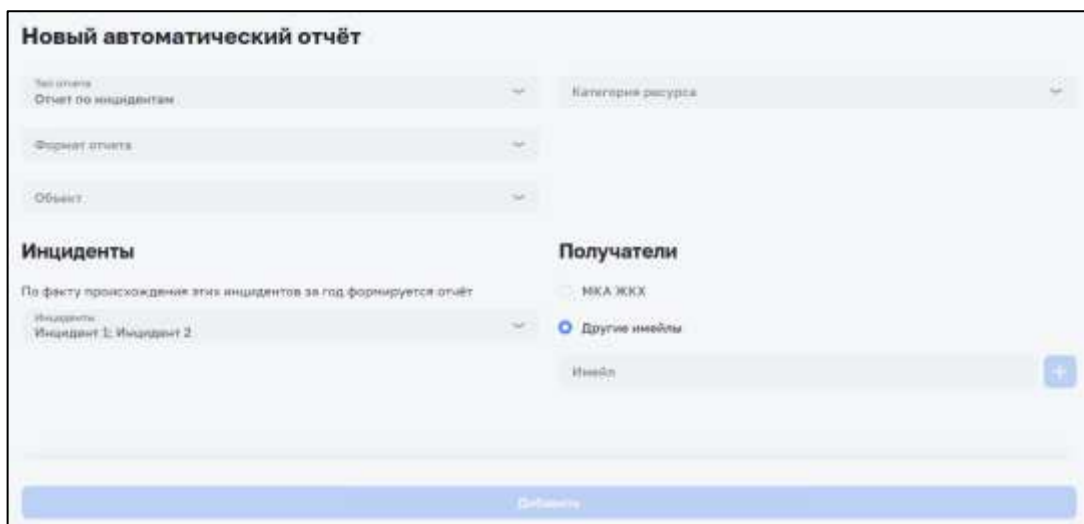 Новый автоматический отчёт
Тип отчета
Отчет по инцидентам
Категория ресурса
Формат отчета
Объект
Инциденты
По факту происхождения этих инцидентов за год формируется отчёт
Инциденты
Инцидент 1; Инцидент 2
Получатели
МКА ЖКХ
Другие имейлы
Имейл
+
Добавить